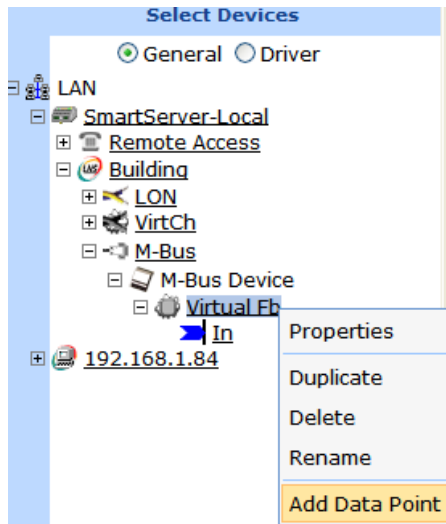 Select Devices
General Driver
LAN
SmartServer-Local
Remote Access
LNS Building
LON
VirtCh
M-Bus
M-Bus Device
Virtual Fb
In
192.168.1.84
Properties
Duplicate
Delete
Rename
Add Data Point